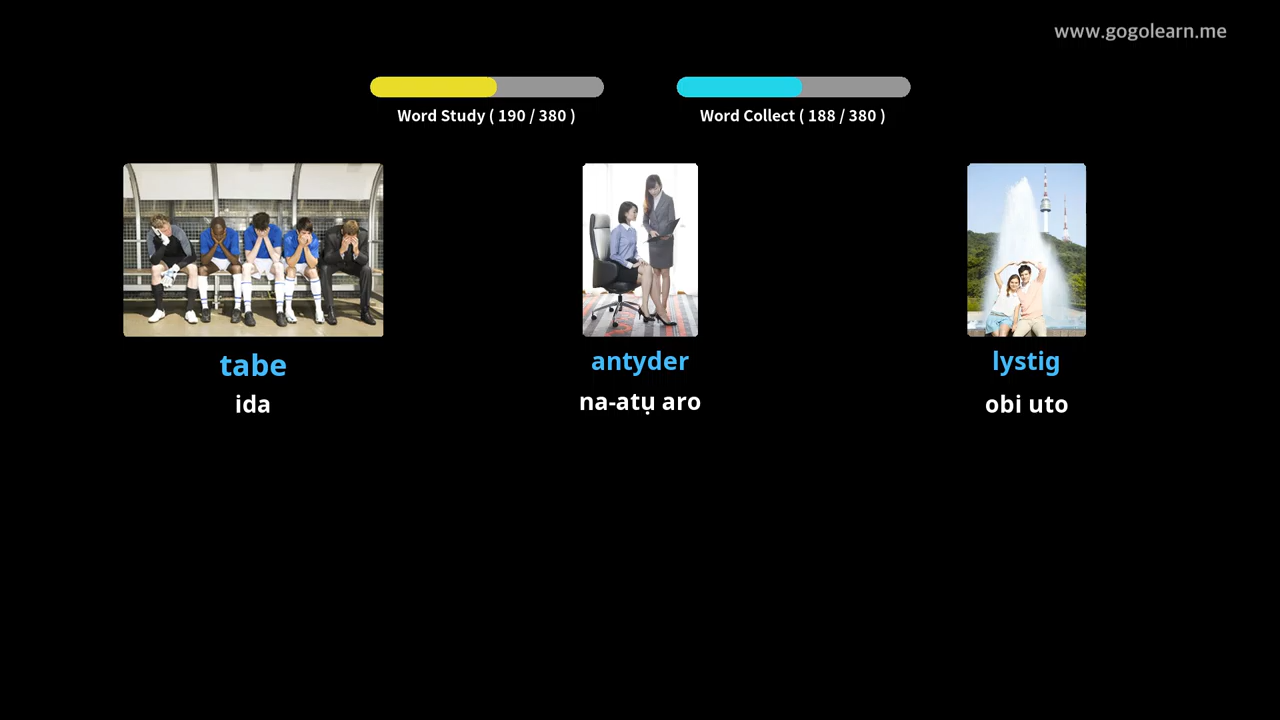 www.gogolearn.me
Word Study ( 190 / 380 )
Word Collect ( 188 / 380 )
tabe
ida
antyder
na-atụ aro
lystig
obi uto